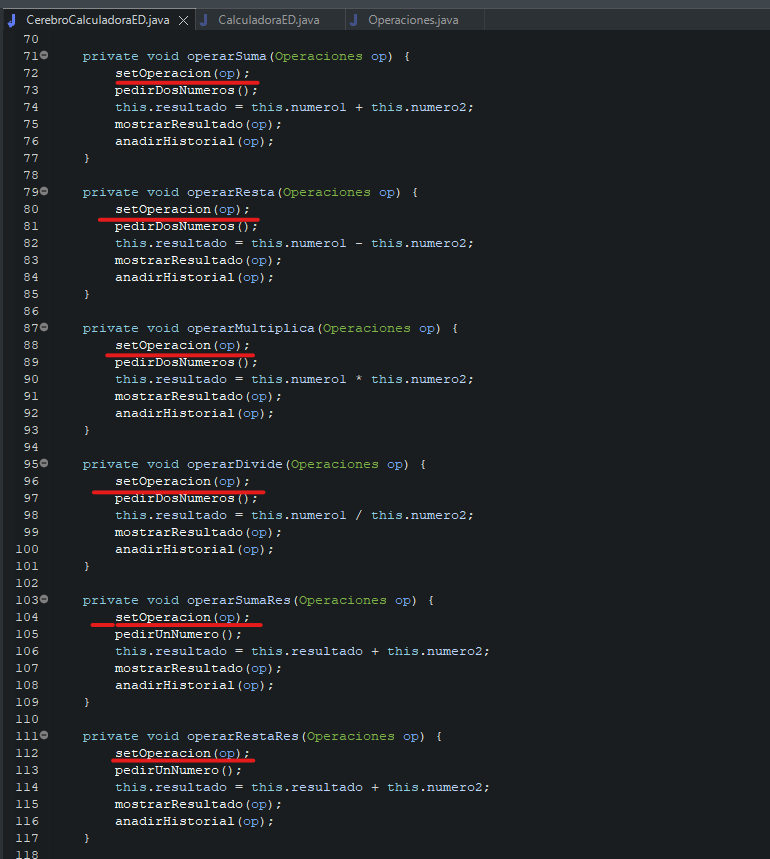 CerebroCalculadoraED.java CalculadoraED.java Operaciones.java
70
71 private void operarSuma(Operaciones op) {
72 setOperacion(op);
73 pedirDosNumeros();
74 this.resultado = this.numero1 + this.numero2;
75 mostrarResultado(op);
76 anadirHistorial(op);
77 }
78
79 private void operarResta(Operaciones op) {
80 setOperacion(op);
81 pedirDosNumeros();
82 this.resultado = this.numero1 - this.numero2;
83 mostrarResultado(op);
84 anadirHistorial(op);
85 }
86
87 private void operarMultiplica(Operaciones op) {
88 setOperacion(op);
89 pedirDosNumeros();
90 this.resultado = this.numero1 * this.numero2;
91 mostrarResultado(op);
92 anadirHistorial(op);
93 }
94
95 private void operarDivide(Operaciones op) {
96 setOperacion(op);
97 pedirDosNumeros();
98 this.resultado = this.numero1 / this.numero2;
99 mostrarResultado(op);
100 anadirHistorial(op);
101 }
102
103 private void operarSumaRes(Operaciones op) {
104 setOperacion(op);
105 pedirUnNumero();
106 this.resultado = this.resultado + this.numero2;
107 mostrarResultado(op);
108 anadirHistorial(op);
109 }
110
111 private void operarRestaRes(Operaciones op) {
112 setOperacion(op);
113 pedirUnNumero();
114 this.resultado = this.resultado + this.numero2;
115 mostrarResultado(op);
116 anadirHistorial(op);
117 }
118